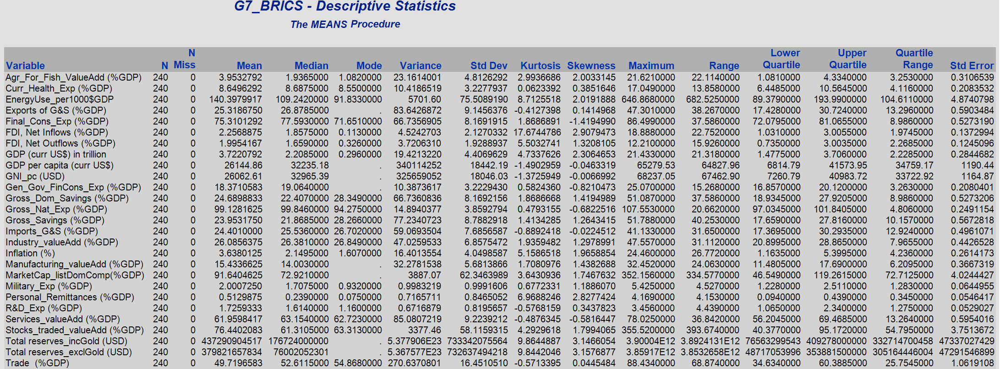 G7_BRICS - Descriptive Statistics
The MEANS Procedure
Variable N N Miss Mean Median Mode Variance Std Dev Kurtosis Skewness Maximum Range Lower Quartile Upper Quartile Quartile Range Std Error
Agr_For_Fish_ValueAdd (%GDP) 240 0 3.9532792 1.9365000 1.0820000 23.1614001 4.8126292 2.9936686 2.0033145 21.6210000 22.1140000 1.0810000 4.3340000 3.2530000 0.3106539
Curr_Health_Exp (%GDP) 240 0 8.6496292 8.6875000 8.5500000 10.4186519 3.2277937 0.0623392 0.3851646 17.0490000 13.8580000 6.4485000 10.5645000 4.1160000 0.2083532
EnergyUse_per1000$GDP 240 0 140.3979917 109.2420000 91.8330000 5701.60 75.5089190 8.7125518 2.0191888 646.8680000 682.5250000 89.3790000 193.9900000 104.6110000 4.8740798
Exports of G&S (%GDP) 240 0 25.3186750 26.8785000 . 83.6426872 9.1456376 -0.4127398 0.1414968 47.3010000 38.2670000 17.4280000 30.7240000 13.2960000 0.5903484
Final_Cons_Exp (%GDP) 240 0 75.3101292 77.5930000 71.6510000 66.7356905 8.1691915 1.8686891 -1.4194990 86.4990000 37.5860000 72.0795000 81.0655000 8.9860000 0.5273190
FDI, Net Inflows (%GDP) 240 0 2.2568875 1.8575000 0.1130000 4.5242703 2.1270332 17.6744786 2.9079473 18.8880000 22.7520000 1.0310000 3.0055000 1.9745000 0.1372994
FDI, Net Outflows (%GDP) 240 0 1.9954167 1.6590000 0.3260000 3.7206310 1.9288937 5.5032741 1.3208105 12.2100000 15.9260000 0.7350000 3.0035000 2.2685000 0.1245096
GDP (curr US$) in trillion 240 0 3.7220792 2.2085000 0.2960000 19.4213220 4.4069629 4.7337626 2.3064653 21.4330000 21.3180000 1.4775000 3.7060000 2.2285000 0.2844682
GDP per capita (curr US$) 240 0 26144.86 32235.18 . 340114252 18442.19 -1.4902959 -0.0463319 65279.53 64827.96 6814.79 41573.95 34759.17 1190.44
GNI_pc (USD) 240 0 26062.61 32965.39 . 325659052 18046.03 -1.3725949 -0.0066992 68237.05 67462.90 7260.79 40983.72 33722.92 1164.87
Gen_Gov_FinCons_Exp (%GDP) 240 0 18.3710583 19.0640000 . 10.3873617 3.2229430 0.5824360 -0.8210473 25.0700000 15.2680000 16.8570000 20.1200000 3.2630000 0.2080401
Gross_Dom_Savings (%GDP) 240 0 24.6898833 22.4070000 28.3490000 66.7360836 8.1692156 1.8686668 1.4194989 51.0870000 37.5860000 18.9345000 27.9205000 8.9860000 0.5273206
Gross_Nat_Exp (%GDP) 240 0 99.1281625 99.8460000 94.2750000 14.8940377 3.8592794 0.4793155 -0.6822516 107.5530000 20.6620000 97.0345000 101.8405000 4.8060000 0.2491154
Gross_Savings (%GDP) 240 0 23.9531750 21.8685000 28.2660000 77.2340723 8.7882918 1.4134285 1.2643415 51.7880000 40.2530000 17.6590000 27.8160000 10.1570000 0.5672818
Imports_G&S (%GDP) 240 0 24.4010000 25.5360000 26.7020000 59.0693504 7.6856587 -0.8892418 -0.0224512 41.1330000 31.6500000 17.3695000 30.2935000 12.9240000 0.4961071
Industry_valueAdd (%GDP) 240 0 26.0856375 26.3810000 26.8490000 47.0259533 6.8575472 1.9359482 1.2978991 47.5570000 31.1120000 20.8995000 28.8650000 7.9655000 0.4426528
Inflation (%) 240 0 3.6380125 2.1495000 1.6070000 16.4013554 4.0498587 5.1586518 1.9658854 24.4600000 26.7720000 1.1635000 5.3995000 4.2360000 0.2614173
Manufacturing_valueAdd (%GDP) 240 0 15.4336625 14.0030000 . 32.2781538 5.6813866 1.7080976 1.4382688 32.4520000 24.0630000 11.4805000 17.6900000 6.2095000 0.3667319
MarketCap_listDomComp(%GDP) 240 0 91.6404625 72.9210000 . 3887.07 62.3463989 3.6430936 1.7467632 352.1560000 334.5770000 46.5490000 119.2615000 72.7125000 4.0244427
Military_Exp (%GDP) 240 0 2.0007250 1.7075000 0.9320000 0.9983219 0.9991606 0.6772331 1.1886070 5.4250000 4.5270000 1.2280000 2.5110000 1.2830000 0.0644955
Personal_Remittances (%GDP) 240 0 0.5129875 0.2390000 0.0750000 0.7165711 0.8465052 6.9688246 2.8277424 4.1690000 4.1530000 0.0940000 0.4390000 0.3450000 0.0546417
R&D_Exp (%GDP) 240 0 1.7259333 1.6140000 1.1600000 0.6716879 0.8195657 -0.5768159 0.3437823 3.4560000 4.4390000 1.0650000 2.3400000 1.2750000 0.0529027
Services_valueAdd (%GDP) 240 0 61.9598417 63.1540000 62.7230000 85.0807219 9.2239212 -0.4876345 -0.5816447 78.0250000 36.8420000 56.2045000 69.4685000 13.2640000 0.5954016
Stocks_traded_valueAdd (%GDP) 240 0 76.4402083 61.3105000 63.3130000 3377.46 58.1159315 4.2929618 1.7994065 355.5200000 393.6740000 40.3770000 95.1720000 54.7950000 3.7513672
Total reserves_incGold (USD) 240 0 437290904517 176724000000 . 5.377906E23 733342075564 9.8644887 3.1466054 3.90004E12 3.8924131E12 76563299543 409278000000 332714700458 47337027429
Total reserves_exclGold (USD) 240 0 379821657834 76002052301 . 5.367577E23 732637494218 9.8442046 3.1576877 3.85917E12 3.8532658E12 48717053996 353881500000 305164446004 47291546899
Trade (%GDP) 240 0 49.7196583 52.6115000 54.8680000 270.6370801 16.4510510 -0.5713395 0.0445484 88.4340000 68.8740000 34.6340000 60.3885000 25.7545000 1.0619108